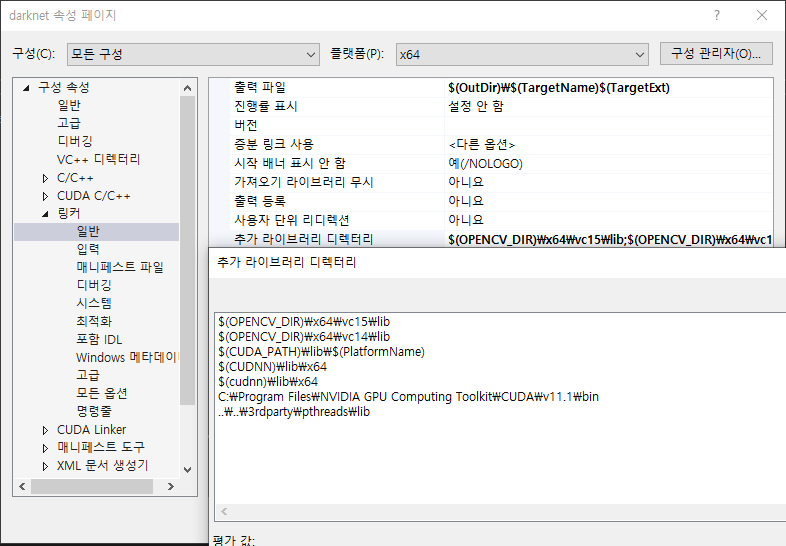 darknet 속성 페이지
구성(C): 모든 구성 플랫폼(P): x64 구성 관리자(O)...
구성 속성
일반
고급
디버깅
VC++ 디렉터리
C/C++
CUDA C/C++
링커
일반
입력
매니페스트 파일
디버깅
시스템
최적화
포함 IDL
Windows 메타데이
고급
모든 옵션
명령줄
CUDA Linker
매니페스트 도구
XML 문서 생성기
출력 파일 $(OutDir)₩$(TargetName)$(TargetExt)
진행률 표시 설정 안 함
버전
증분 링크 사용 <다른 옵션>
시작 배너 표시 안 함 예(/NOLOGO)
가져오기 라이브러리 무시 아니요
출력 등록 아니요
사용자 단위 리디렉션 아니요
추가 라이브러리 디렉터리 $(OPENCV_DIR)₩x64₩vc15₩lib;$(OPENCV_DIR)₩x64₩vc1
추가 라이브러리 디렉터리
$(OPENCV_DIR)₩x64₩vc15₩lib
$(OPENCV_DIR)₩x64₩vc14₩lib
$(CUDA_PATH)₩lib₩$(PlatformName)
$(CUDNN)₩lib₩x64
$(cudnn)₩lib₩x64
C:₩Program Files₩NVIDIA GPU Computing Toolkit₩CUDA₩v11.1₩bin
..₩..₩3rdparty₩pthreads₩lib
평가 값: